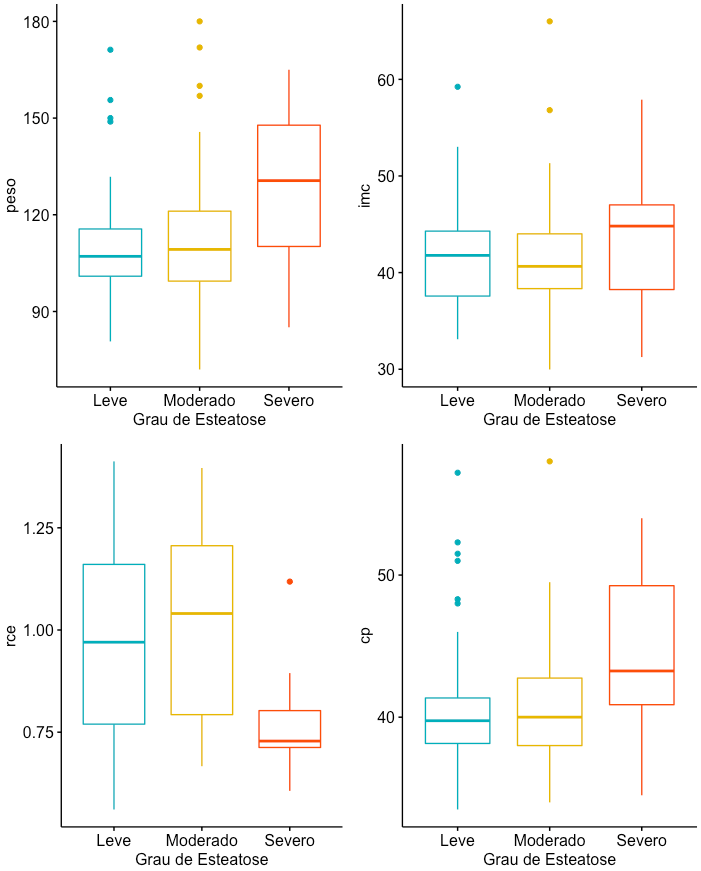 peso
180
150
120
90
Leve Moderado Severo
Grau de Esteatose
imc
60
50
40
30
Leve Moderado Severo
Grau de Esteatose
rce
1.25
1.00
0.75
Leve Moderado Severo
Grau de Esteatose
cp
50
40
Leve Moderado Severo
Grau de Esteatose